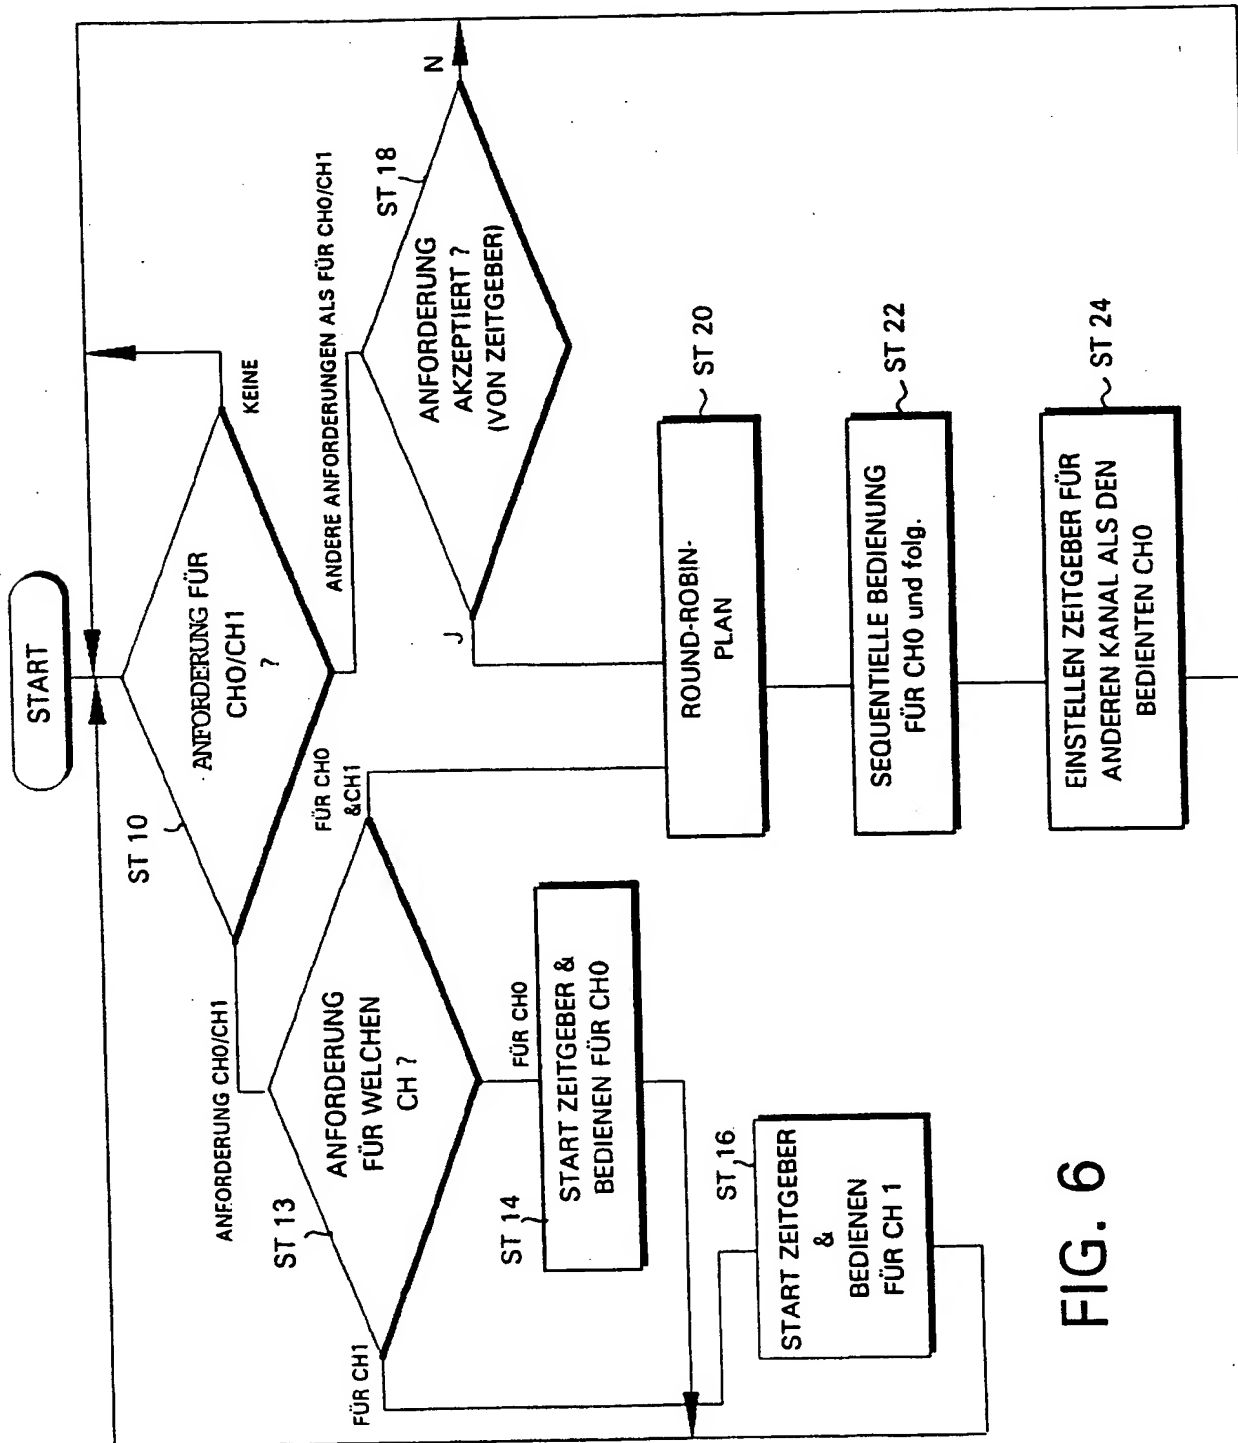 START
ANFORDERUNG FÜR
CH0/CH1
?
ST 10
KEINE
ANFORDERUNG CH0/CH1
ANDERE ANFORDERUNGEN ALS FÜR CH0/CH1
ANFORDERUNG
FÜR WELCHEN
CH ?
ST 13
FÜR CH1
FÜR CH0
FÜR CH0
&CH1
ANFORDERUNG
AKZEPTIERT ?
(VON ZEITGEBER)
ST 18
N
J
START ZEITGEBER &
BEDIENEN FÜR CH0
ST 14
START ZEITGEBER
&
BEDIENEN
FÜR CH 1
ST 16
ROUND-ROBIN-
PLAN
ST 20
SEQUENTIELLE BEDIENUNG
FÜR CH0 und folg.
ST 22
EINSTELLEN ZEITGEBER FÜR
ANDEREN KANAL ALS DEN
BEDIENTEN CH0
ST 24
FIG. 6